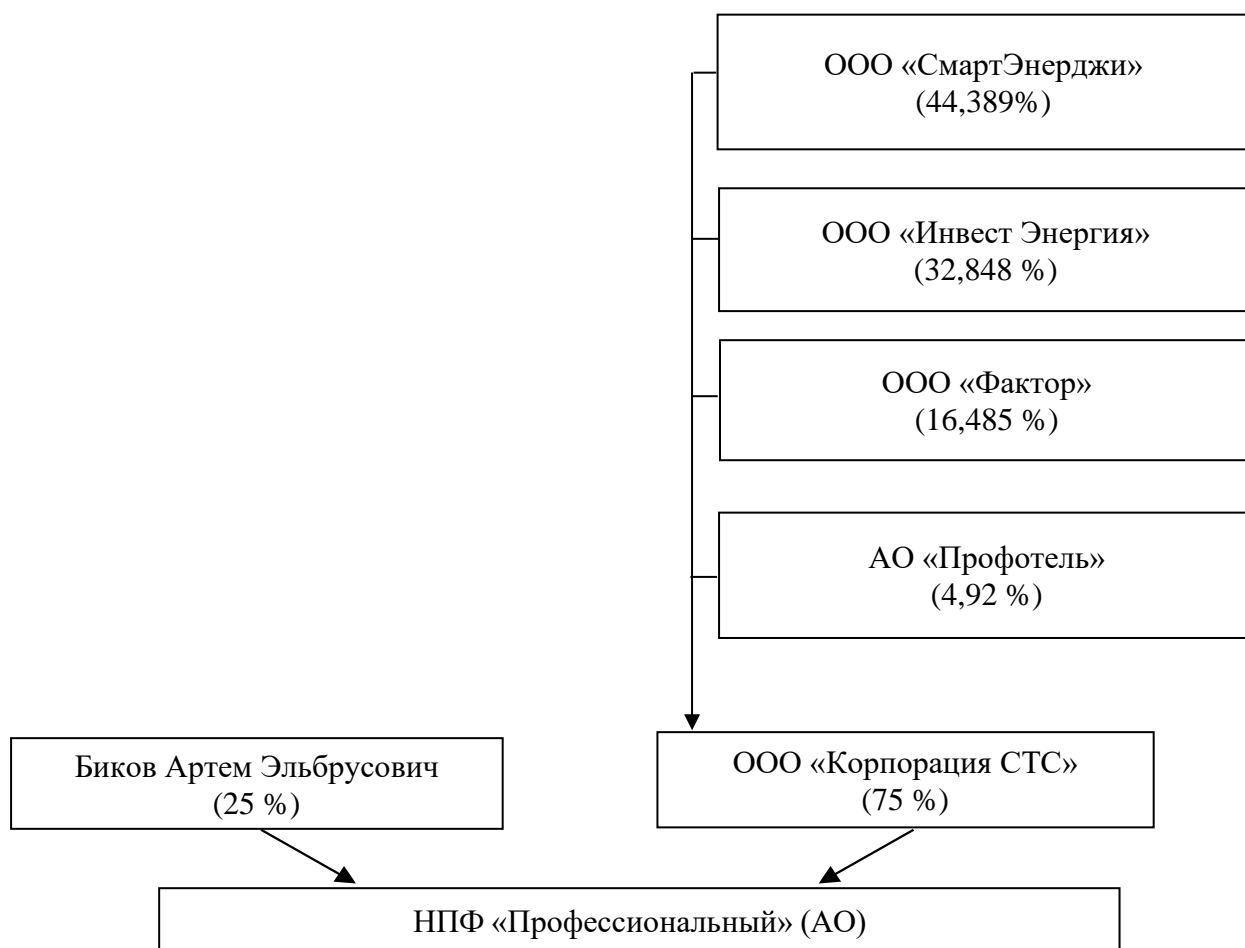 ООО «СмартЭнерджи»
(44,389%)
ООО «Инвест Энергия»
(32,848 %)
ООО «Фактор»
(16,485 %)
АО «Профотель»
(4,92 %)
Биков Артем Эльбрусович
(25 %)
ООО «Корпорация СТС»
(75 %)
НПФ «Профессиональный» (АО)